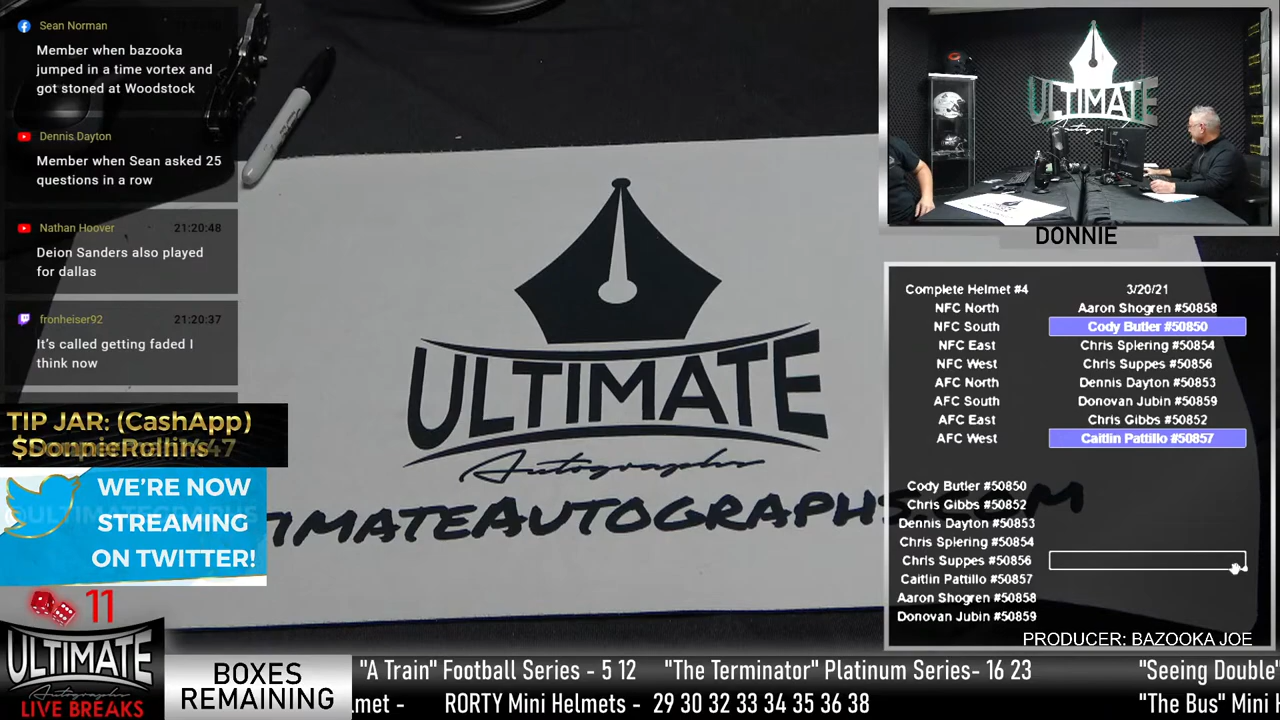 Sean Norman
Member when bazooka
jumped in a time vortex and
got stoned at Woodstock
Dennis Dayton
Member when Sean asked 25
questions in a row
Nathan Hoover 21:20:48
Deion Sanders also played
for dallas
fronheiser92 21:20:37
It's called getting faded I
think now
TIP JAR: (CashApp)
$DonnieRollins
WE'RE NOW
STREAMING
ON TWITTER!
11
ULTIMATE
Autographs
LIVE BREAKS
ULTIMATE
Autographs
ULTIMATE
Autographs
DONNIE
Complete Helmet #4 3/20/21
NFC North Aaron Shogren #50858
NFC South Cody Butler #50850
NFC East Chris Splering #50854
NFC West Chris Suppes #50856
AFC North Dennis Dayton #50853
AFC South Donovan Jubin #50859
AFC East Chris Gibbs #50852
AFC West Caitlin Pattillo #50857
Cody Butler #50850
Chris Gibbs #50852
Dennis Dayton #50853
Chris Splering #50854
Chris Suppes #50856
Caitlin Pattillo #50857
Aaron Shogren #50858
Donovan Jubin #50859
PRODUCER: BAZOOKA JOE
BOXES
REMAINING
"A Train" Football Series - 5 12 "The Terminator" Platinum Series- 16 23 "Seeing Double"
RORTY Mini Helmets - 29 30 32 33 34 35 36 38 "The Bus" Mini